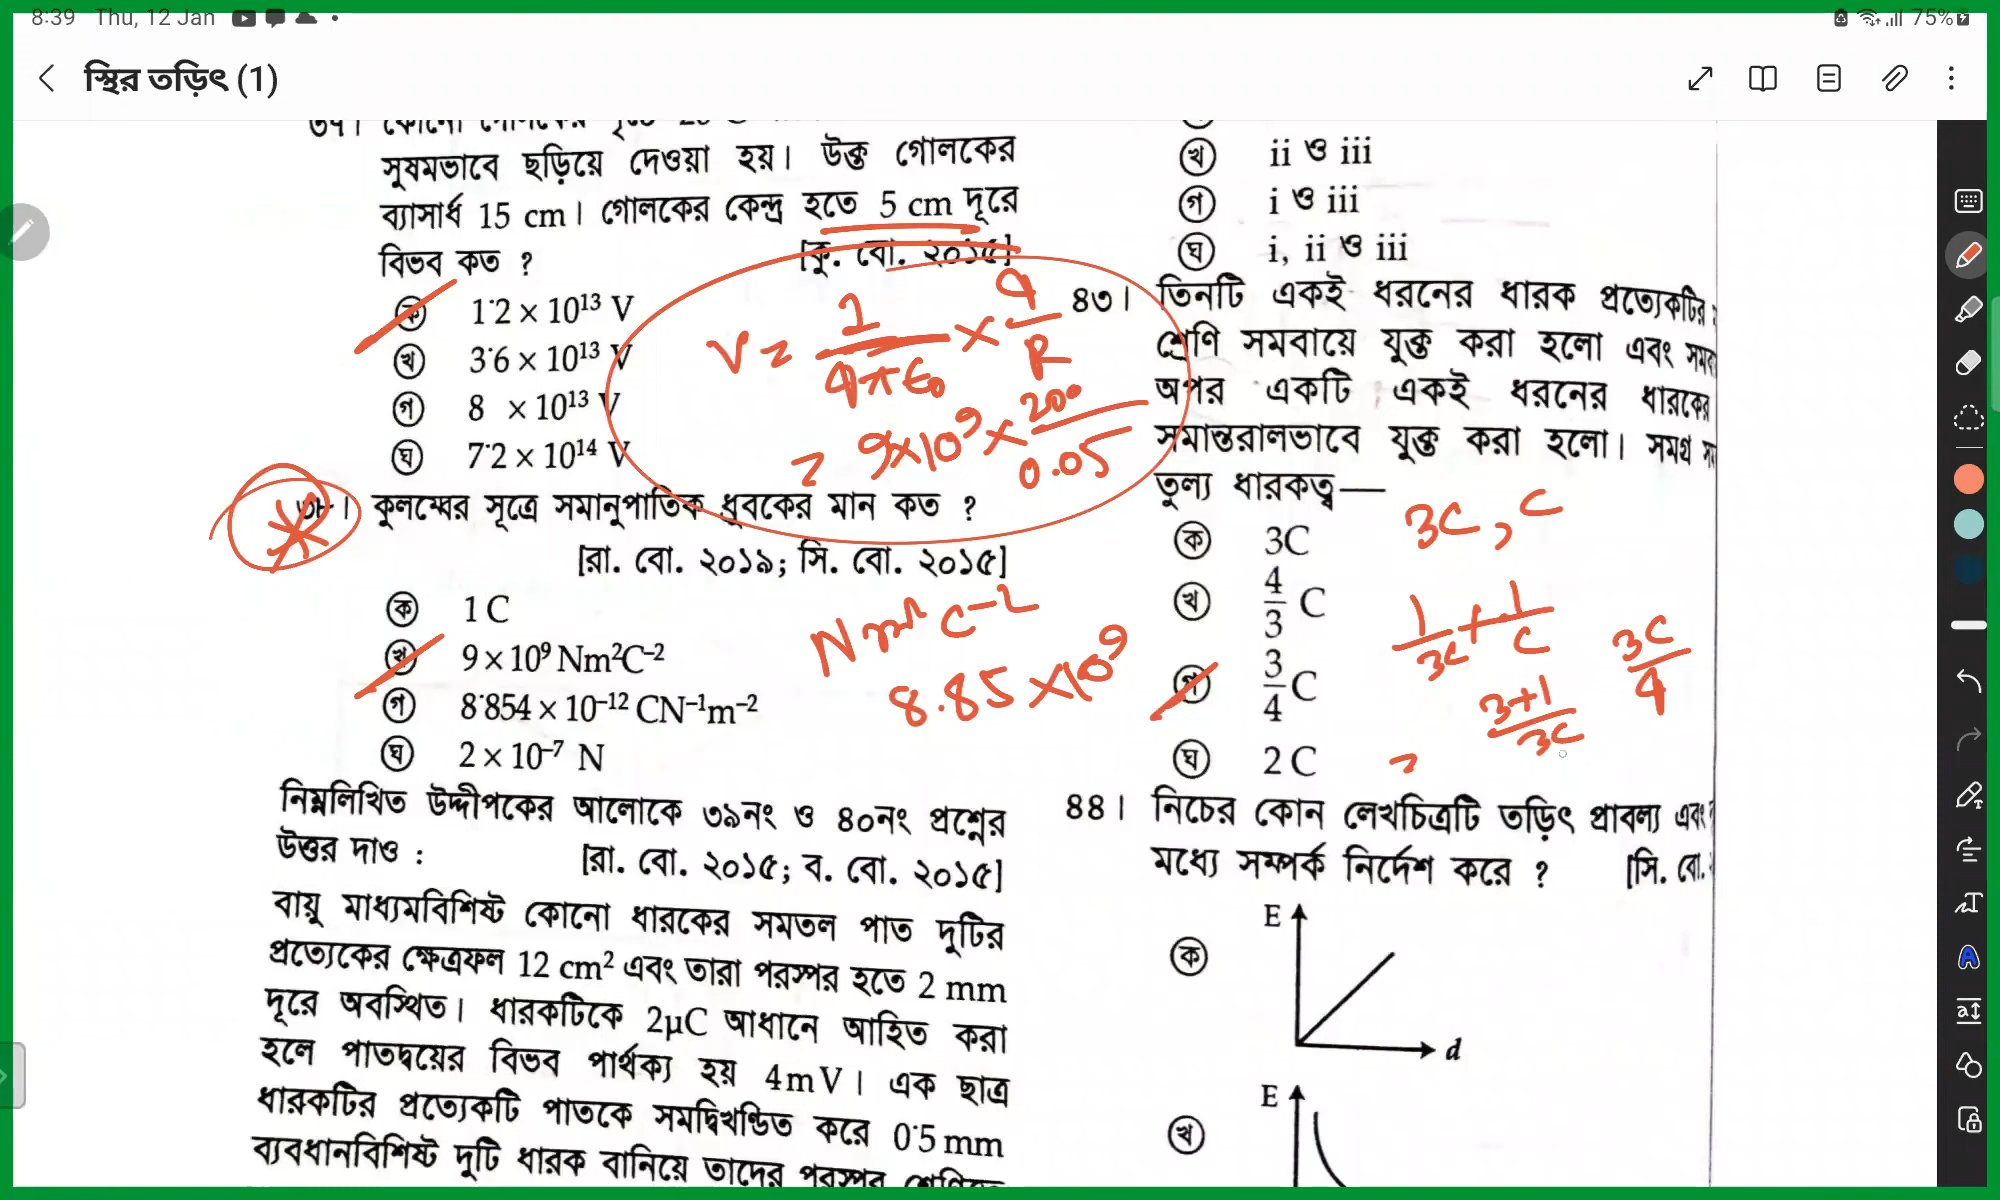 8:39 Thu, 12 Jan
75%
স্থির তড়িৎ (1)
সুষমভাবে ছড়িয়ে দেওয়া হয়। উক্ত গোলকের
ব্যাসার্ধ 15 cm। গোলকের কেন্দ্র হতে 5 cm দূরে
বিভব কত ?
[কু. বো. ২০১৫]
ক 1·2 × 10¹³ V
খ 3·6 × 10¹³ V
গ 8 × 10¹³ V
ঘ 7·2 × 10¹⁴ V
V = 1/4πϵ₀ × q/R
= 9×10⁹ × 200/0.05
৩৮। কুলম্বের সূত্রে সমানুপাতিক ধ্রুবকের মান কত ?
[রা. বো. ২০১৯; সি. বো. ২০১৫]
ক 1 C
খ 9 × 10⁹ Nm²C⁻²
গ 8·854 × 10⁻¹² CN⁻¹m⁻²
ঘ 2 × 10⁻⁷ N
N m² C⁻²
8.85 × 10⁹
নিম্নলিখিত উদ্দীপকের আলোকে ৩৯নং ও ৪০নং প্রশ্নের
উত্তর দাও :
[রা. বো. ২০১৫; ব. বো. ২০১৫]
বায়ু মাধ্যমবিশিষ্ট কোনো ধারকের সমতল পাত দুটির
প্রত্যেকের ক্ষেত্রফল 12 cm² এবং তারা পরস্পর হতে 2 mm
দূরে অবস্থিত। ধারকটিকে 2μC আধানে আহিত করা
হলে পাতদ্বয়ের বিভব পার্থক্য হয় 4mV। এক ছাত্র
ধারকটির প্রত্যেকটি পাতকে সমদ্বিখণ্ডিত করে 0·5 mm
ব্যবধানবিশিষ্ট দুটি ধারক বানিয়ে তাদের পরস্পর
খ ii ও iii
গ i ও iii
ঘ i, ii ও iii
৪৩। তিনটি একই ধরনের ধারক প্রত্যেকটির
শ্রেণি সমবায়ে যুক্ত করা হলো এবং
অপর একটি একই ধরনের ধারকের
সমান্তরালভাবে যুক্ত করা হলো। সমগ্র
তুল্য ধারকত্ব—
ক 3C
খ 4/3 C
গ 3/4 C
ঘ 2 C
3C, C
1/3C + 1/C
= 3+1/3C
3C/4
৪৪। নিচের কোন লেখচিত্রটি তড়িৎ প্রাবল্য এবং
মধ্যে সম্পর্ক নির্দেশ করে ?
[সি. বো.
ক
E
d
খ
E